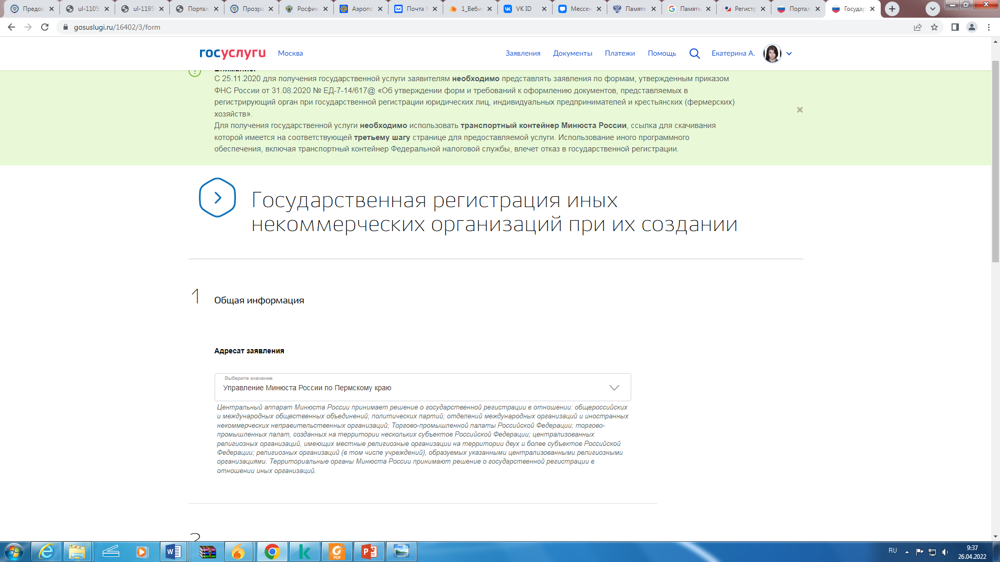 Предос
ul-1105
ul-1195
Портал
Прозра
Росфин
Аэропо
Почта
1_Веби
VK ID
Мессен
Памятк
Памятк
Регистр
Портал
Государ
gosuslugi.ru/16402/3/form
госуслуги
Москва
Заявления
Документы
Платежи
Помощь
Екатерина А.
С 25.11.2020 для получения государственной услуги заявителям необходимо представлять заявления по формам, утвержденным приказом
ФНС России от 31.08.2020 № ЕД-7-14/617@ «Об утверждении форм и требований к оформлению документов, представляемых в
регистрирующий орган при государственной регистрации юридических лиц, индивидуальных предпринимателей и крестьянских (фермерских)
хозяйств».
Для получения государственной услуги необходимо использовать транспортный контейнер Минюста России, ссылка для скачивания
которой имеется на соответствующей третьему шагу странице для предоставляемой услуги. Использование иного программного
обеспечения, включая транспортный контейнер Федеральной налоговой службы, влечет отказ в государственной регистрации.
Государственная регистрация иных
некоммерческих организаций при их создании
1
Общая информация
Адресат заявления
Выберите значение
Управление Минюста России по Пермскому краю
Центральный аппарат Минюста России принимает решение о государственной регистрации в отношении: общероссийских
и международных общественных объединений; политических партий; отделений международных организаций и иностранных
некоммерческих неправительственных организаций; Торгово-промышленной палаты Российской Федерации; торгово-
промышленных палат, созданных на территории нескольких субъектов Российской Федерации; централизованных
религиозных организаций, имеющих местные религиозные организации на территории двух и более субъектов Российской
Федерации; религиозных организаций (в том числе учреждений), образуемых указанными централизованными религиозными
организациями. Территориальные органы Минюста России принимают решение о государственной регистрации в
отношении иных организаций.
2
PDF
RU
9:37
26.04.2022